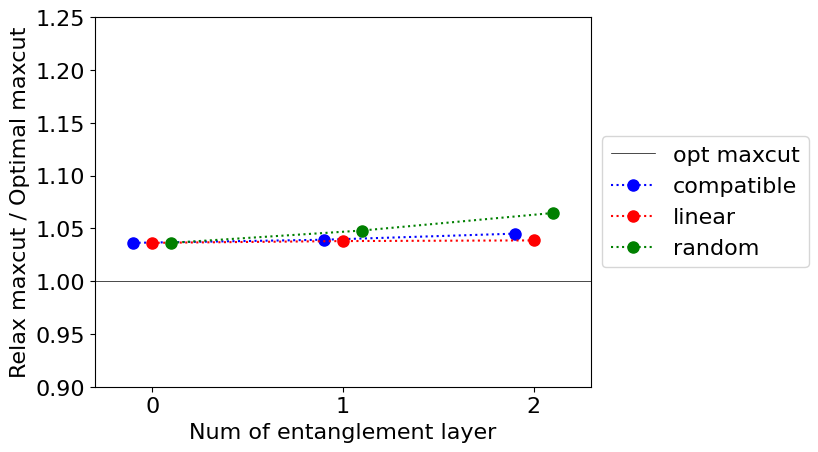 Relax maxcut / Optimal maxcut
1.25
1.20
1.15
1.10
1.05
1.00
0.95
0.90
0 1 2
Num of entanglement layer
opt maxcut
compatible
linear
random